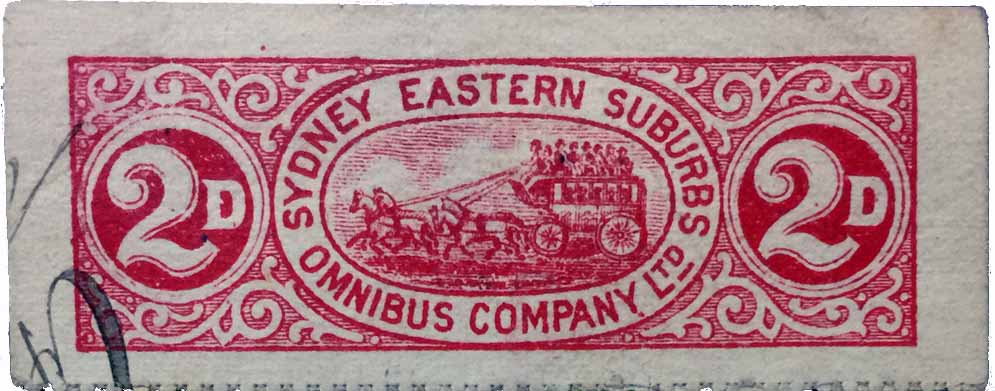 2D
SYDNEY EASTERN SUBURBS
OMNIBUS COMPANY LTD
2D